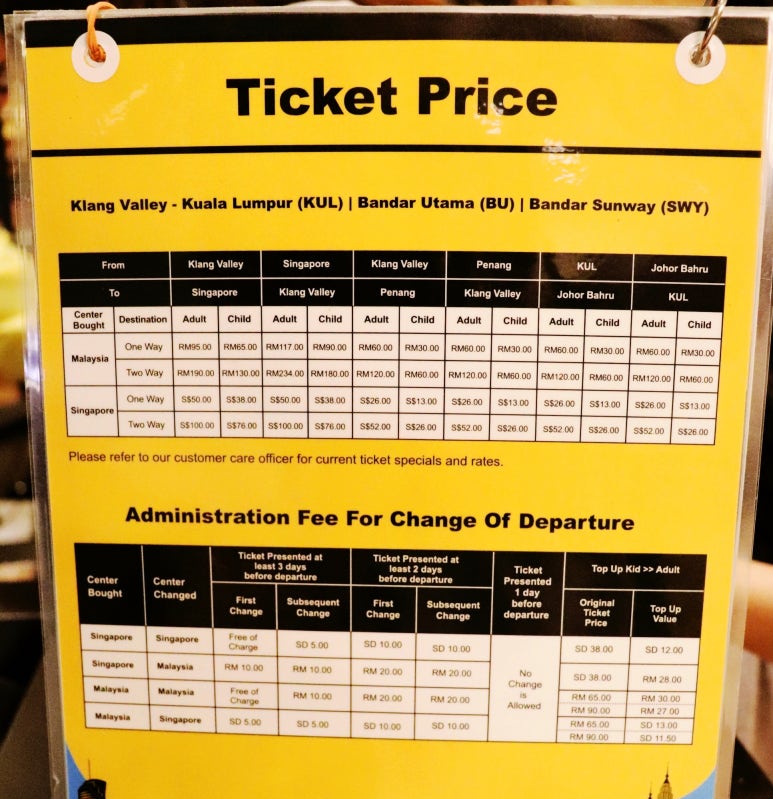 Ticket Price
Klang Valley - Kuala Lumpur (KUL) | Bandar Utama (BU) | Bandar Sunway (SWY)
From Klang Valley Singapore Klang Valley Penang KUL Johor Bahru
To Singapore Klang Valley Penang Klang Valley Johor Bahru KUL
Center Bought Destination Adult Child Adult Child Adult Child Adult Child Adult Child Adult Child
Malaysia One Way RM95.00 RM65.00 RM117.00 RM90.00 RM60.00 RM30.00 RM60.00 RM30.00 RM60.00 RM30.00 RM60.00 RM30.00
Two Way RM190.00 RM130.00 RM234.00 RM180.00 RM120.00 RM60.00 RM120.00 RM60.00 RM120.00 RM60.00 RM120.00 RM60.00
Singapore One Way S$50.00 S$38.00 S$50.00 S$38.00 S$26.00 S$13.00 S$26.00 S$13.00 S$26.00 S$13.00 S$26.00 S$13.00
Two Way S$100.00 S$76.00 S$100.00 S$76.00 S$52.00 S$26.00 S$52.00 S$26.00 S$52.00 S$26.00 S$52.00 S$26.00
Please refer to our customer care officer for current ticket specials and rates.
Administration Fee For Change Of Departure
Center Bought Center Changed Ticket Presented at least 3 days before departure Ticket Presented at least 2 days before departure Ticket Presented 1 day before departure Top Up Kid >> Adult
First Change Subsequent Change First Change Subsequent Change Original Ticket Price Top Up Value
Singapore Singapore Free of Charge SD 5.00 SD 10.00 SD 10.00 No Change is Allowed SD 38.00 SD 12.00
Singapore Malaysia RM 10.00 RM 10.00 RM 20.00 RM 20.00 SD 38.00 RM 28.00
Malaysia Malaysia Free of Charge RM 10.00 RM 20.00 RM 20.00 RM 65.00 RM 30.00
RM 90.00 RM 27.00
Malaysia Singapore SD 5.00 SD 5.00 SD 10.00 SD 10.00 RM 65.00 SD 13.00
RM 90.00 SD 11.50